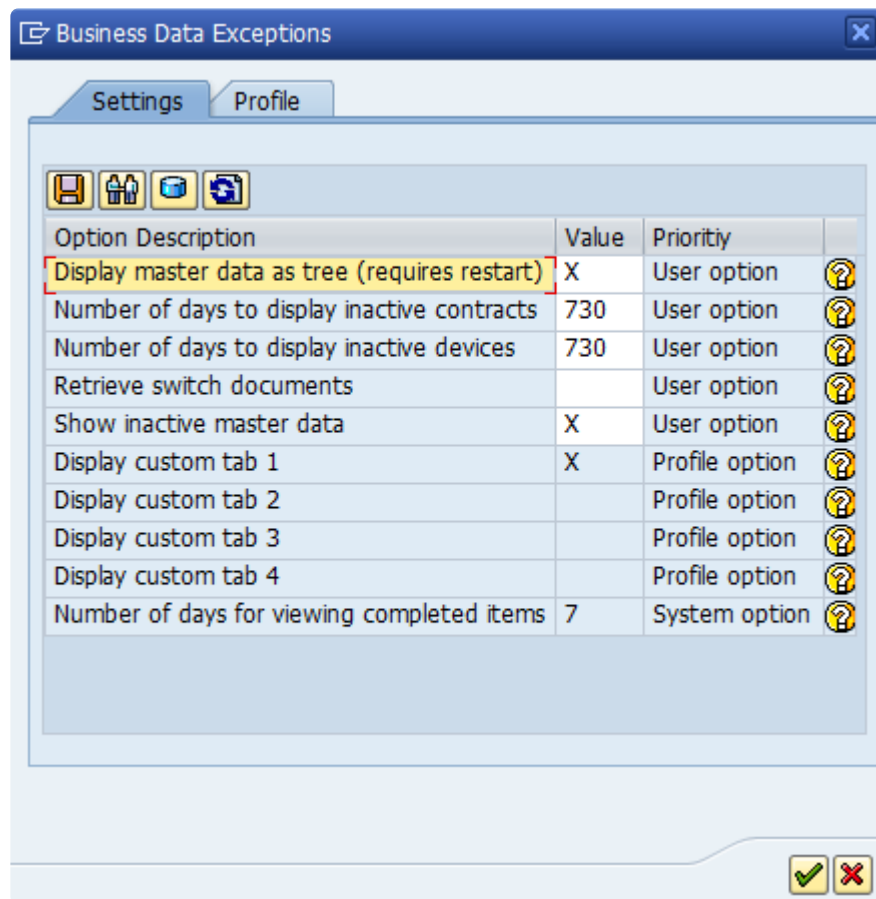 Business Data Exceptions
Settings Profile
Option Description Value Prioritiy
Display master data as tree (requires restart) X User option
Number of days to display inactive contracts 730 User option
Number of days to display inactive devices 730 User option
Retrieve switch documents User option
Show inactive master data X User option
Display custom tab 1 X Profile option
Display custom tab 2 Profile option
Display custom tab 3 Profile option
Display custom tab 4 Profile option
Number of days for viewing completed items 7 System option